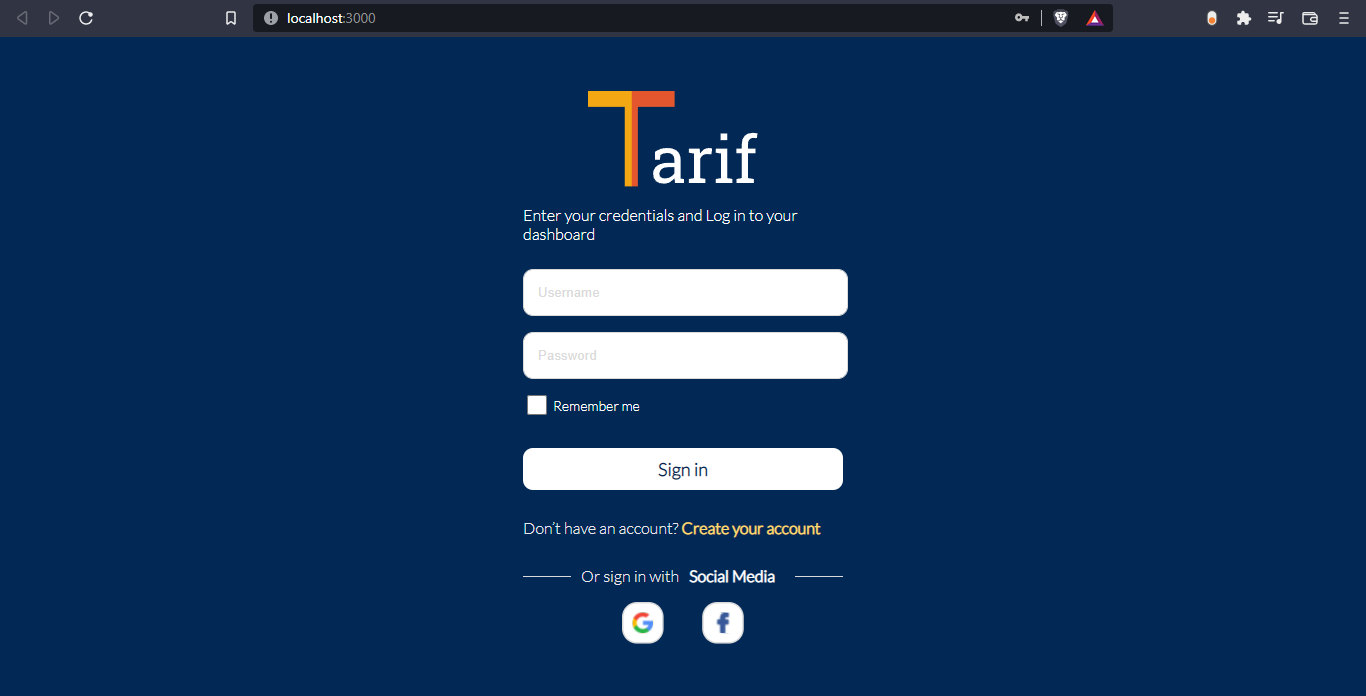 localhost:3000
Tarif
Enter your credentials and Log in to your
dashboard
Username
Password
Remember me
Sign in
Don't have an account? Create your account
Or sign in with Social Media